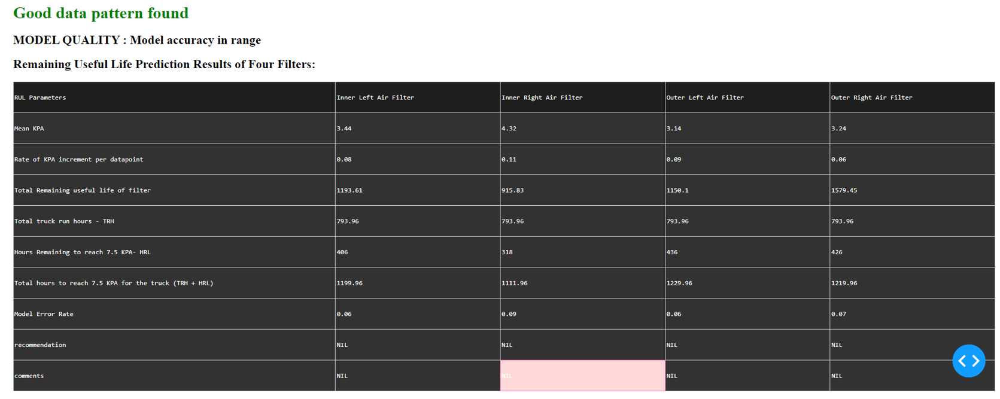 Good data pattern found
MODEL QUALITY : Model accuracy in range
Remaining Useful Life Prediction Results of Four Filters:
RUL Parameters Inner Left Air Filter Inner Right Air Filter Outer Left Air Filter Outer Right Air Filter
Mean KPA 3.44 4.32 3.14 3.24
Rate of KPA increment per datapoint 0.08 0.11 0.09 0.06
Total Remaining useful life of filter 1193.61 915.83 1150.1 1579.45
Total truck run hours - TRH 793.96 793.96 793.96 793.96
Hours Remaining to reach 7.5 KPA- HRL 406 318 436 426
Total hours to reach 7.5 KPA for the truck (TRH + HRL) 1199.96 1111.96 1229.96 1219.96
Model Error Rate 0.06 0.09 0.06 0.07
recommendation NIL NIL NIL NIL
comments NIL NIL NIL NIL